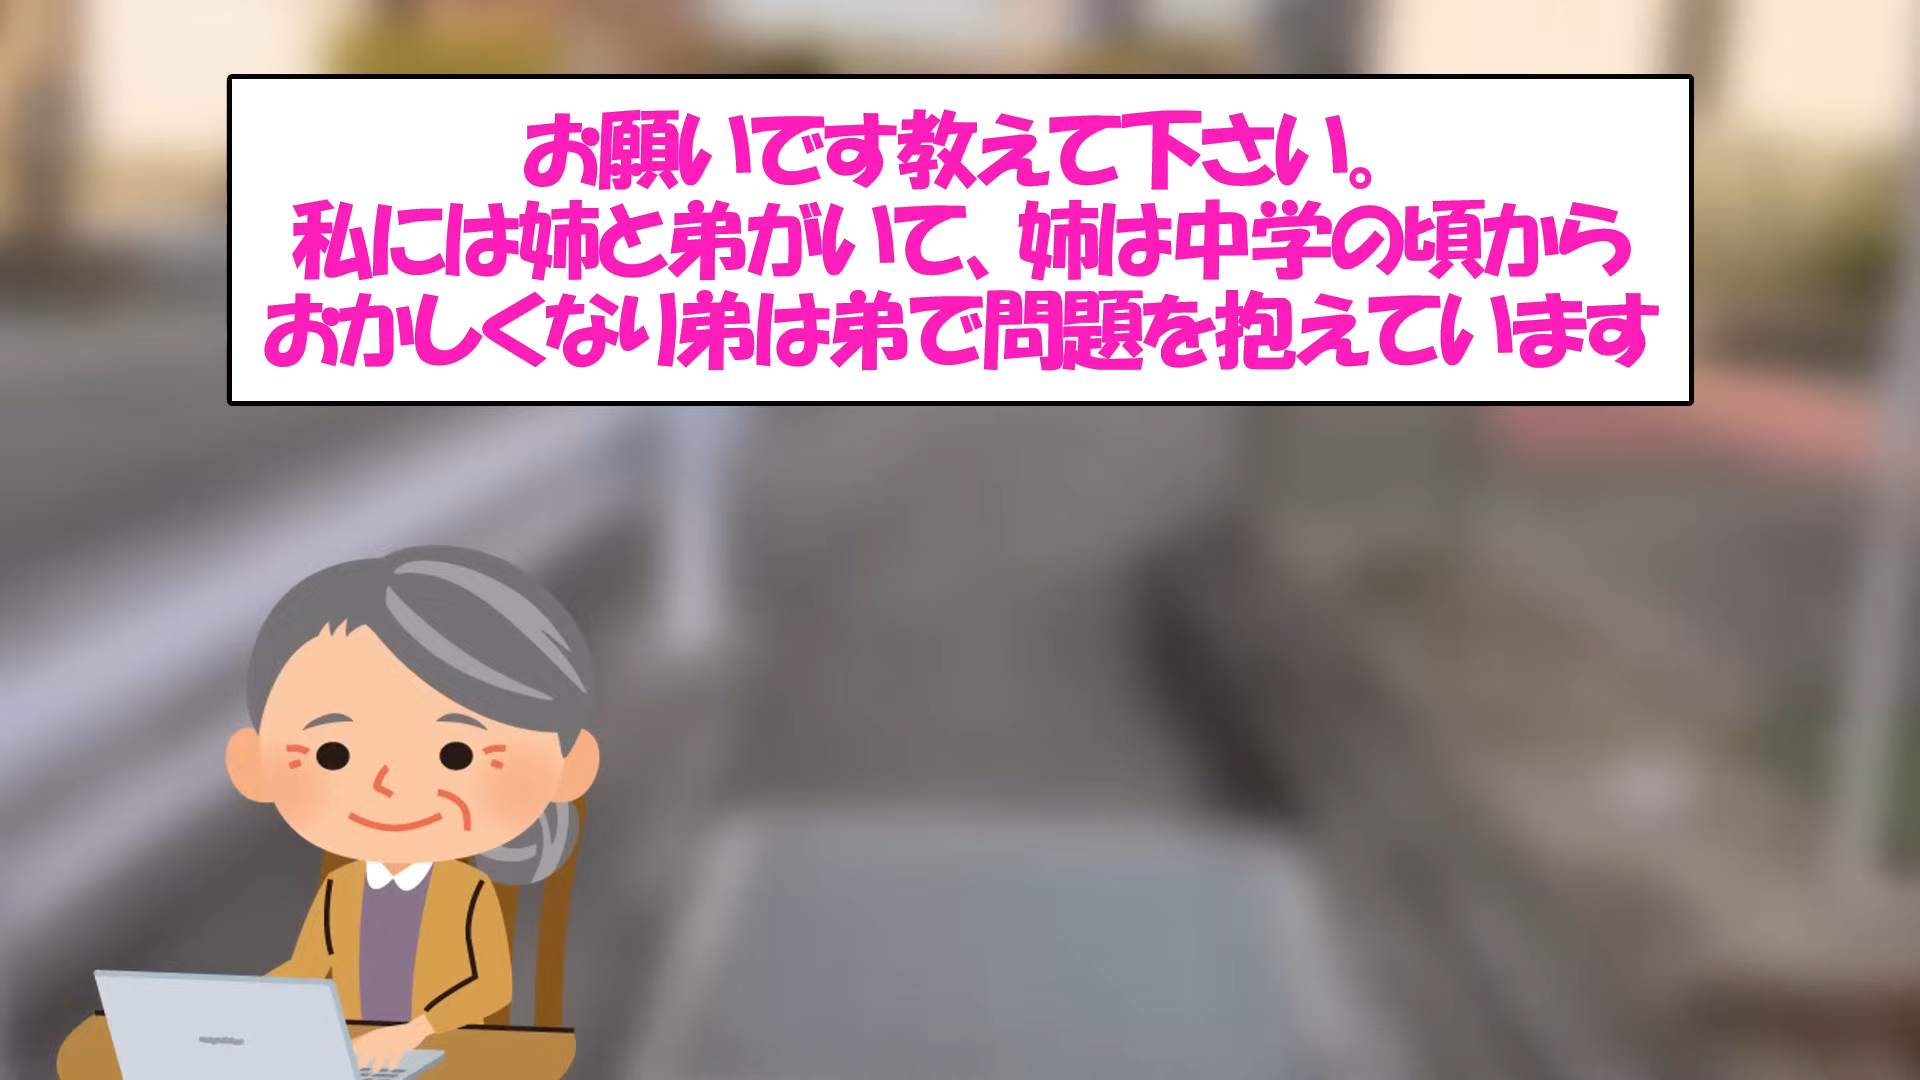 お願いです教えて下さい。
私には姉と弟がいて、姉は中学の頃から
おかしくなり弟は弟で問題を抱えています